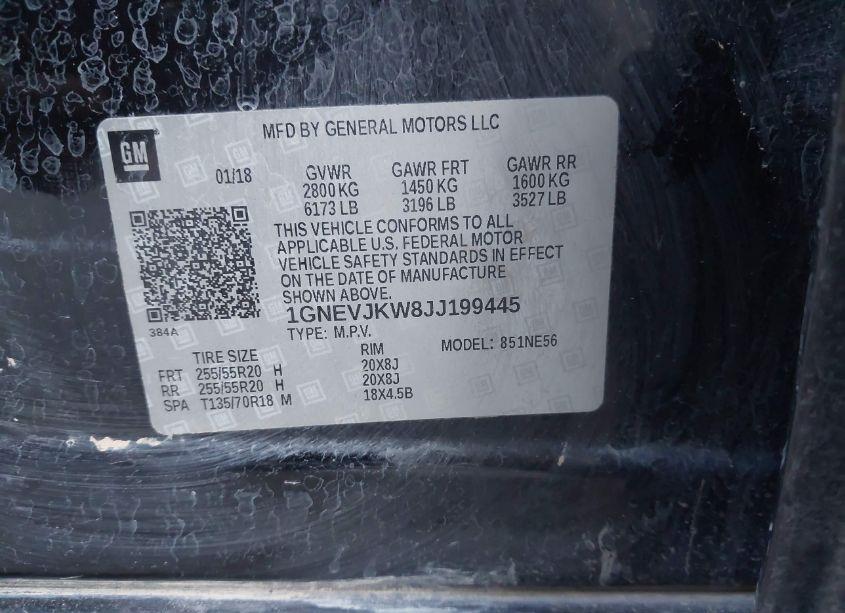 MFD BY GENERAL MOTORS LLC
GM
01/18
GVWR GAWR FRT GAWR RR
2800 KG 1450 KG 1600 KG
6173 LB 3196 LB 3527 LB
THIS VEHICLE CONFORMS TO ALL
APPLICABLE U.S. FEDERAL MOTOR
VEHICLE SAFETY STANDARDS IN EFFECT
ON THE DATE OF MANUFACTURE
SHOWN ABOVE.
1GNEVJKW8JJ199445
384A
TYPE: M.P.V.
MODEL: 851NE56
TIRE SIZE RIM
FRT 255/55R20 H 20X8J
RR 255/55R20 H 20X8J
SPA T135/70R18 M 18X4.5B